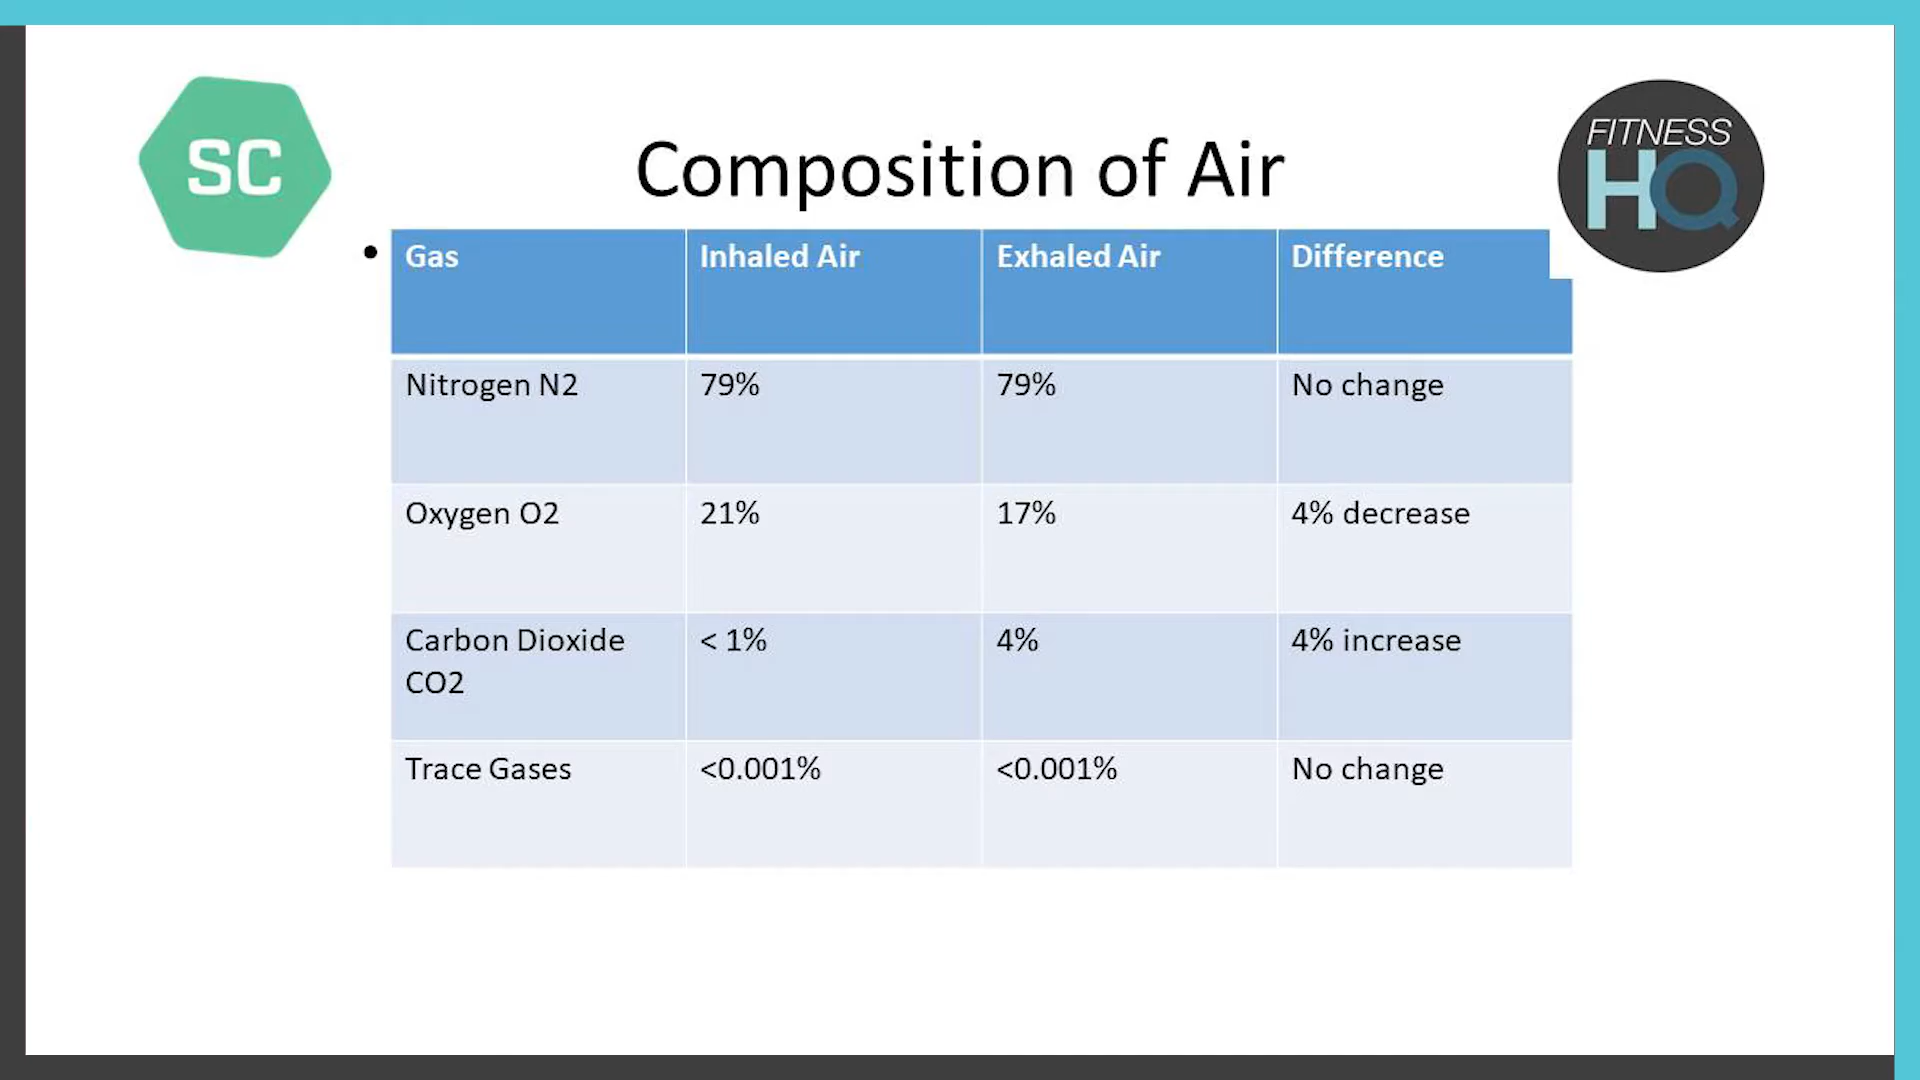 SC
FITNESS
HQ
Composition of Air
• Gas Inhaled Air Exhaled Air Difference
Nitrogen N2 79% 79% No change
Oxygen O2 21% 17% 4% decrease
Carbon Dioxide < 1% 4% 4% increase
CO2
Trace Gases <0.001% <0.001% No change